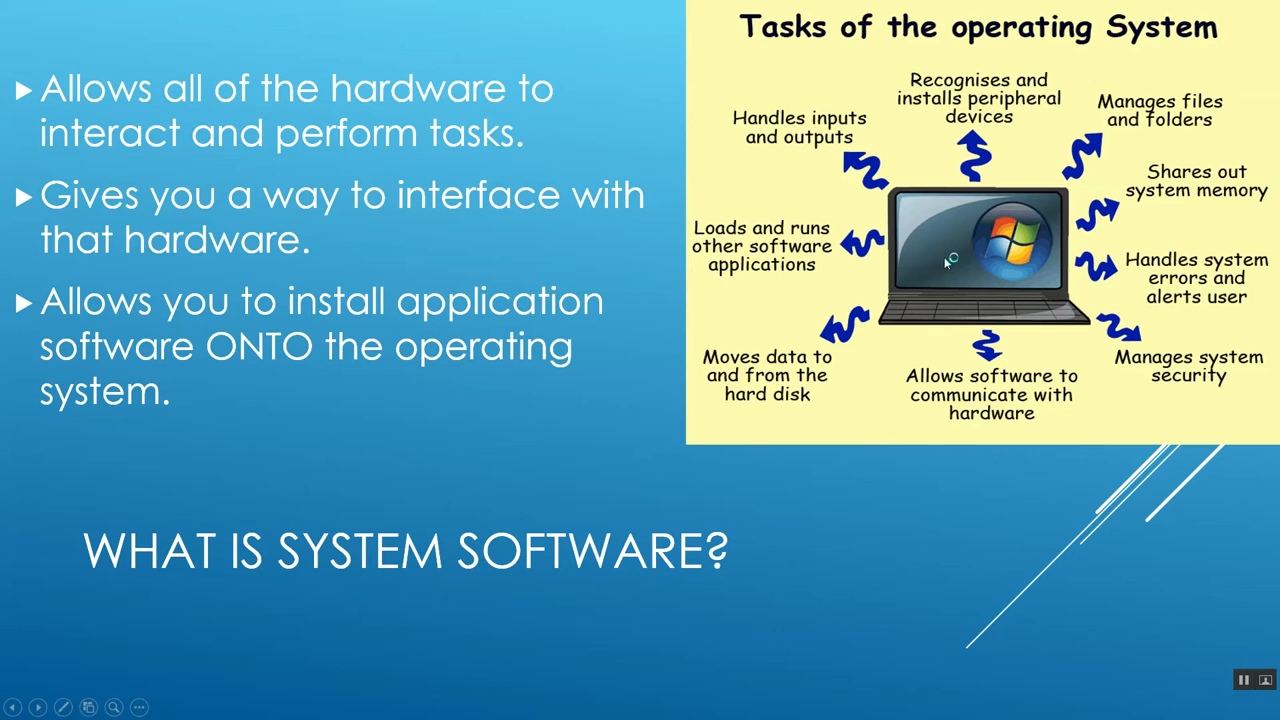 Allows all of the hardware to
interact and perform tasks.
Gives you a way to interface with
that hardware.
Allows you to install application
software ONTO the operating
system.
WHAT IS SYSTEM SOFTWARE?
Tasks of the operating System
Recognises and
installs peripheral
devices
Handles inputs
and outputs
Manages files
and folders
Shares out
system memory
Loads and runs
other software
applications
Handles system
errors and
alerts user
Moves data to
and from the
hard disk
Allows software to
communicate with
hardware
Manages system
security